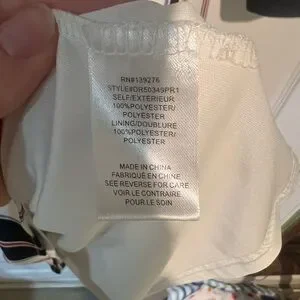 RN#139276
STYLE#DR50349PR1
SELF/EXTÉRIEUR
100%POLYESTER/
POLYESTER
LINING/DOUBLURE
100%POLYESTER/
POLYESTER
MADE IN CHINA
FABRIQUÉ EN CHINE
SEE REVERSE FOR CARE
VOIR LE CONTRAIRE
POUR LE SOIN